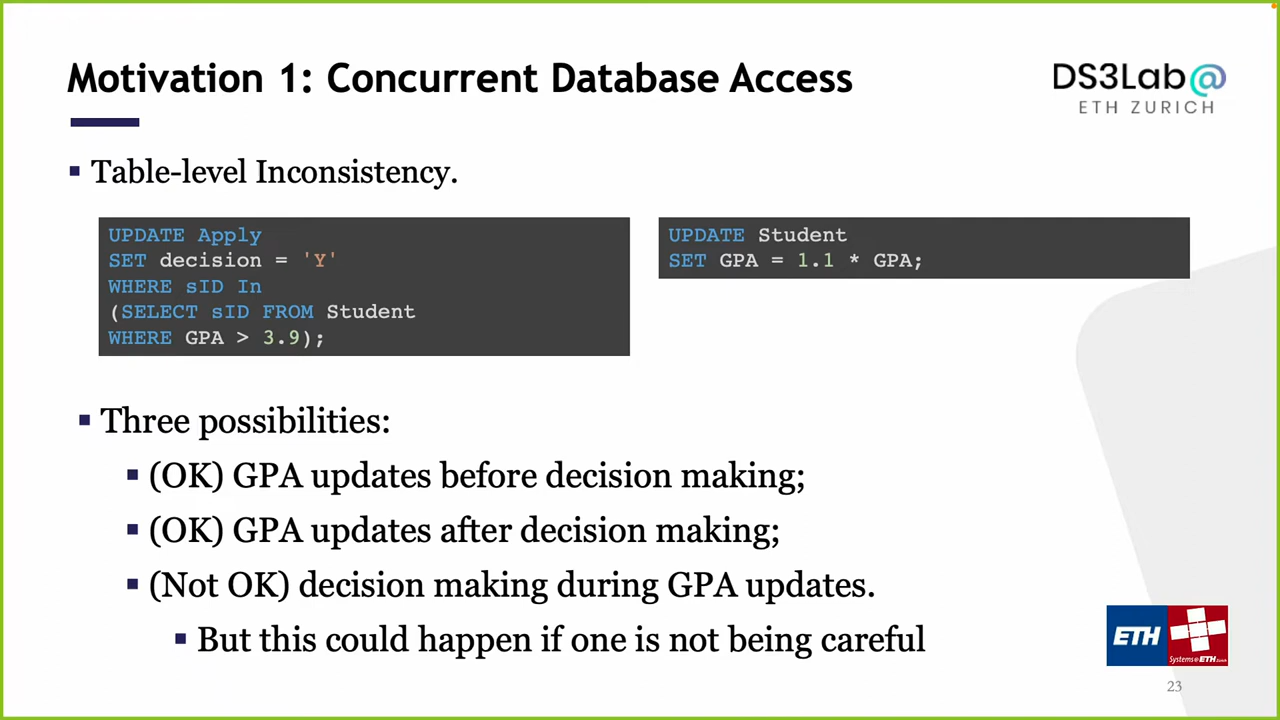 Motivation 1: Concurrent Database Access
DS3Lab@
ETH ZURICH
▪ Table-level Inconsistency.
UPDATE Apply
SET decision = 'Y'
WHERE sID In
(SELECT sID FROM Student
WHERE GPA > 3.9);
UPDATE Student
SET GPA = 1.1 * GPA;
▪ Three possibilities:
▪ (OK) GPA updates before decision making;
▪ (OK) GPA updates after decision making;
▪ (Not OK) decision making during GPA updates.
▪ But this could happen if one is not being careful
ETH
Systems@ETH Zürich
23